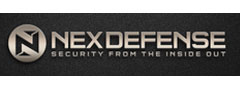 NEXDEFENSE
SECURITY FROM THE INSIDE OUT